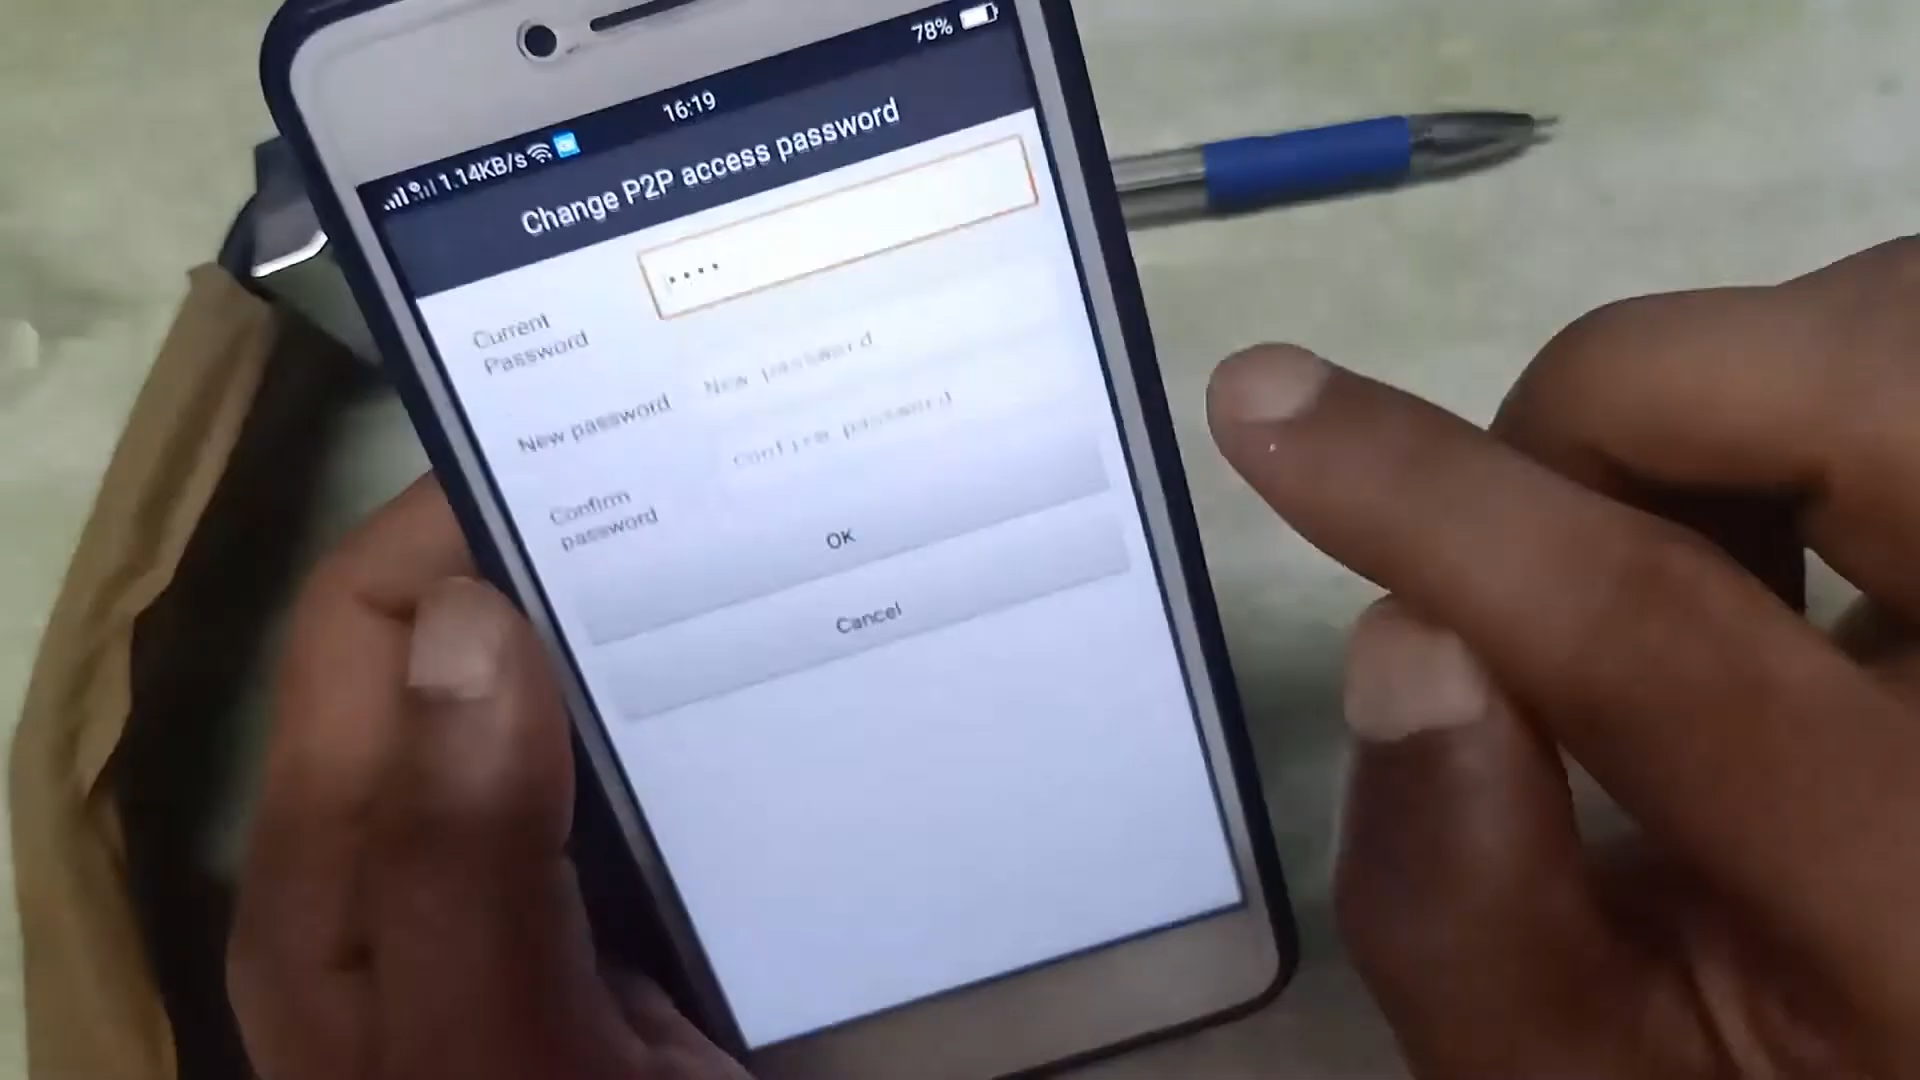 78%
16:19
1.14KB/s
Change P2P access password
••••
Current
Password
New password
New password
Confirm password
Confirm
password
OK
Cancel